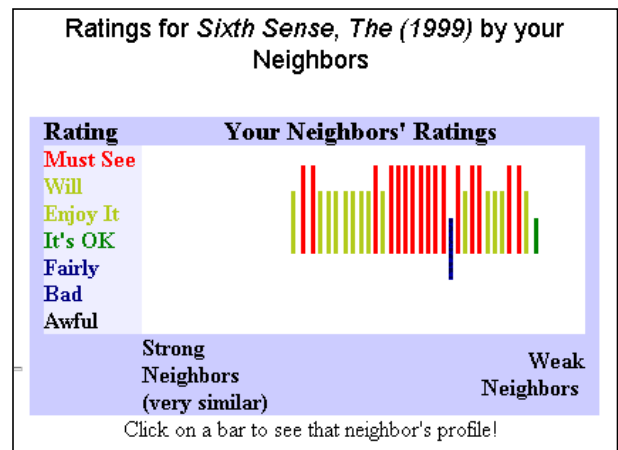 Ratings for Sixth Sense, The (1999) by your
Neighbors
Rating Your Neighbors' Ratings
Must See
Will
Enjoy It
It's OK
Fairly
Bad
Awful
Strong
Neighbors
(very similar)
Weak
Neighbors
Click on a bar to see that neighbor's profile!